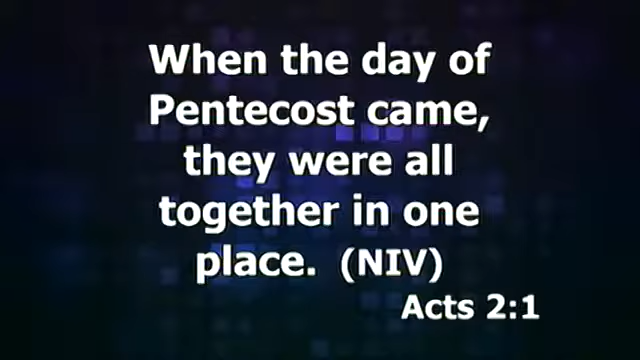 When the day of
Pentecost came,
they were all
together in one
place. (NIV)
Acts 2:1